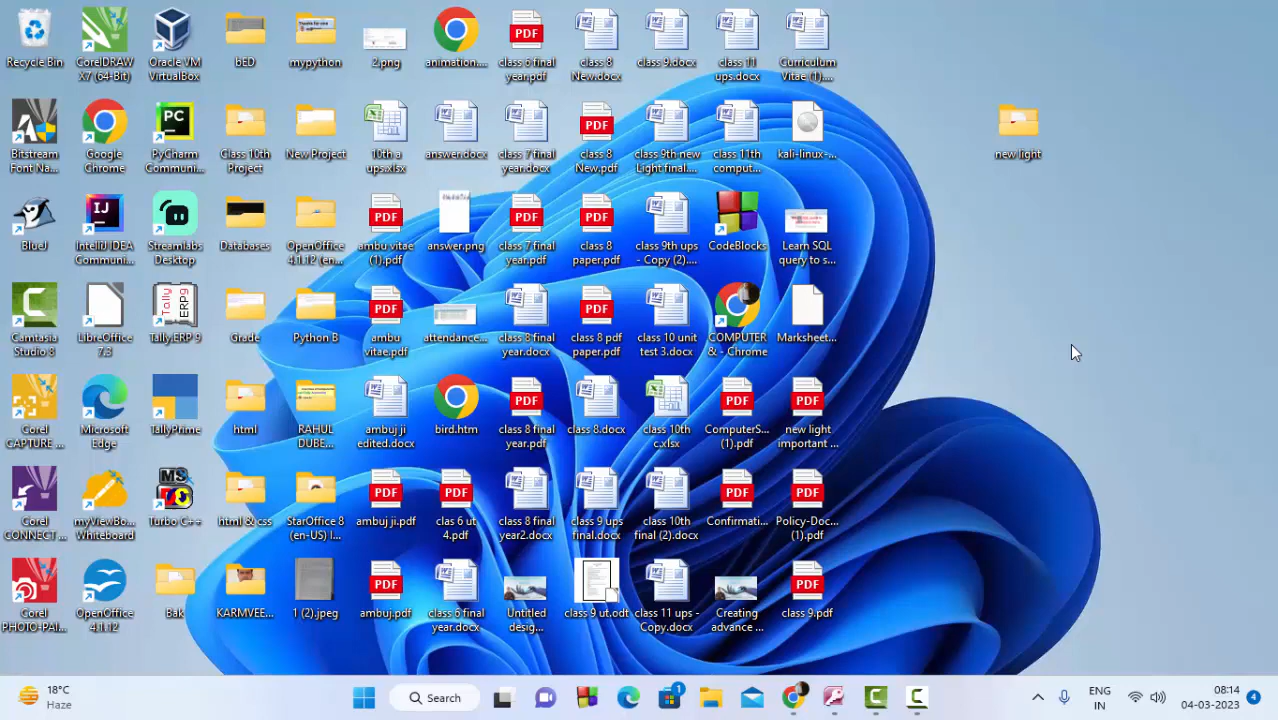 Recycle Bin
CorelDRAW
X7 (64-Bit)
Oracle VM
VirtualBox
bED
mypython
2.png
animation....
class 6 final
year.pdf
class 8
New.docx
class 9.docx
class 11
ups.docx
Curriculum
Vitae (1)....
Bitstream
Font Na...
Google
Chrome
PyCharm
Communi...
Class 10th
Project
New Project
10th a
ups.xlsx
answer.docx
class 7 final
year.docx
class 8
New.pdf
class 9th new
Light final....
class 11th
comput...
kali-linux-...
new light
BlueJ
IntelliJ IDEA
Communi...
Streamlabs
Desktop
Databases
OpenOffice
4.1.12 (en...
ambu vitae
(1).pdf
answer.png
class 7 final
year.pdf
class 8
paper.pdf
class 9th ups
- Copy (2)....
CodeBlocks
Learn SQL
query to s...
Camtasia
Studio 8
LibreOffice
7.3
Tally.ERP 9
Grade
Python B
ambu
vitae.pdf
attendance...
class 8 final
year.docx
class 8 pdf
paper.pdf
class 10 unit
test 3.docx
COMPUTER
& - Chrome
Marksheet...
Corel
CAPTURE ...
Microsoft
Edge
TallyPrime
html
RAHUL
DUBE...
ambuj ji
edited.docx
bird.htm
class 8 final
year.pdf
class 8.docx
class 10th
c.xlsx
ComputerS...
(1).pdf
new light
important ...
Corel
CONNECT ...
myViewBo...
Whiteboard
Turbo C++
html & css
StarOffice 8
(en-US) I...
ambuj ji.pdf
clas 6 ut
4.pdf
class 8 final
year2.docx
class 9 ups
final.docx
class 10th
final (2).docx
Confirmati...
Policy-Doc...
(1).pdf
Corel
PHOTO-PAI...
OpenOffice
4.1.12
Bak
KARMVEE...
1 (2).jpeg
ambuj.pdf
class 6 final
year.docx
Untitled
desig...
class 9 ut.odt
class 11 ups -
Copy.docx
Creating
advance ...
class 9.pdf
18°C
Haze
Search
1
ENG
IN
08:14
04-03-2023
4